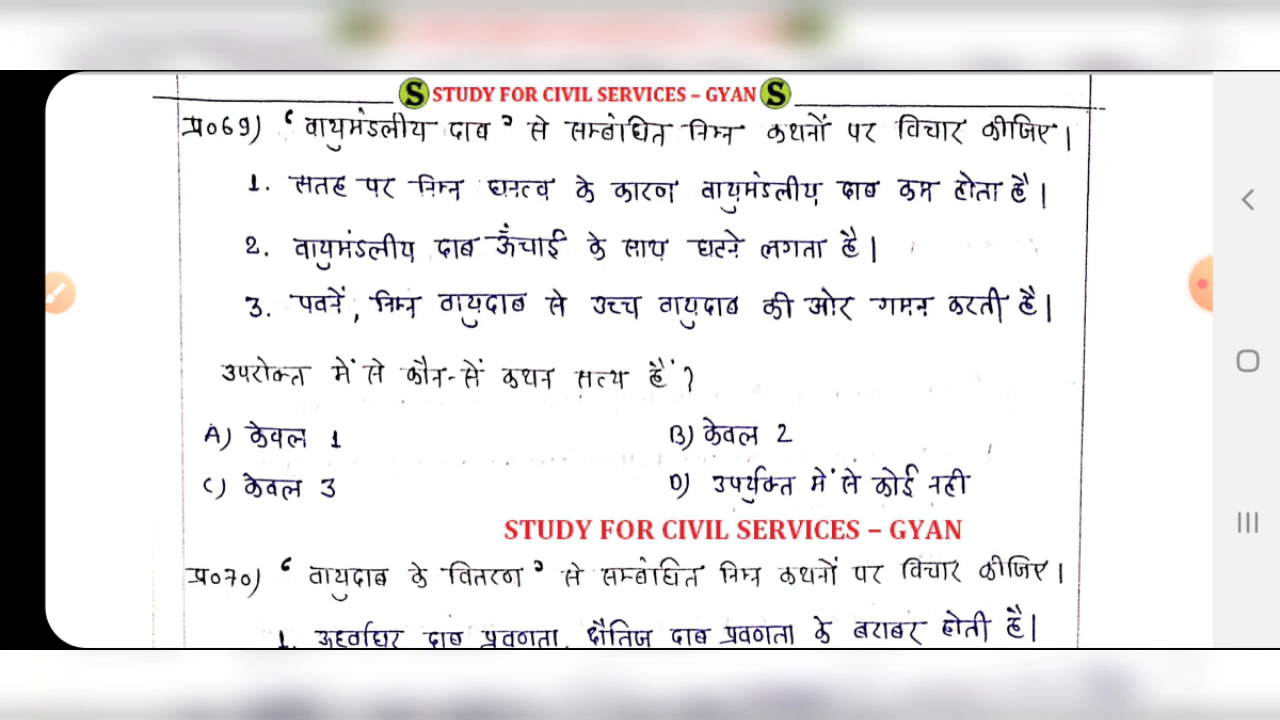 S STUDY FOR CIVIL SERVICES – GYAN S
प्र०69) ‘वायुमंडलीय दाब’ से सम्बंधित निम्न कथनों पर विचार कीजिए।
1. सतह पर निम्न घनत्व के कारण वायुमंडलीय दाब कम होता है।
2. वायुमंडलीय दाब ऊँचाई के साथ घटने लगता है।
3. पवनें, निम्न वायुदाब से उच्च वायुदाब की ओर गमन करती है।
उपरोक्त में से कौन-सें कथन सत्य हैं?
A) केवल 1
B) केवल 2
C) केवल 3
D) उपर्युक्त में से कोई नही
STUDY FOR CIVIL SERVICES – GYAN
प्र०70) ‘वायुदाब के वितरण’ से सम्बंधित निम्न कथनों पर विचार कीजिए।
1. ऊर्ध्वाधर दाब प्रवणता, क्षैतिज दाब प्रवणता के बराबर होती है।